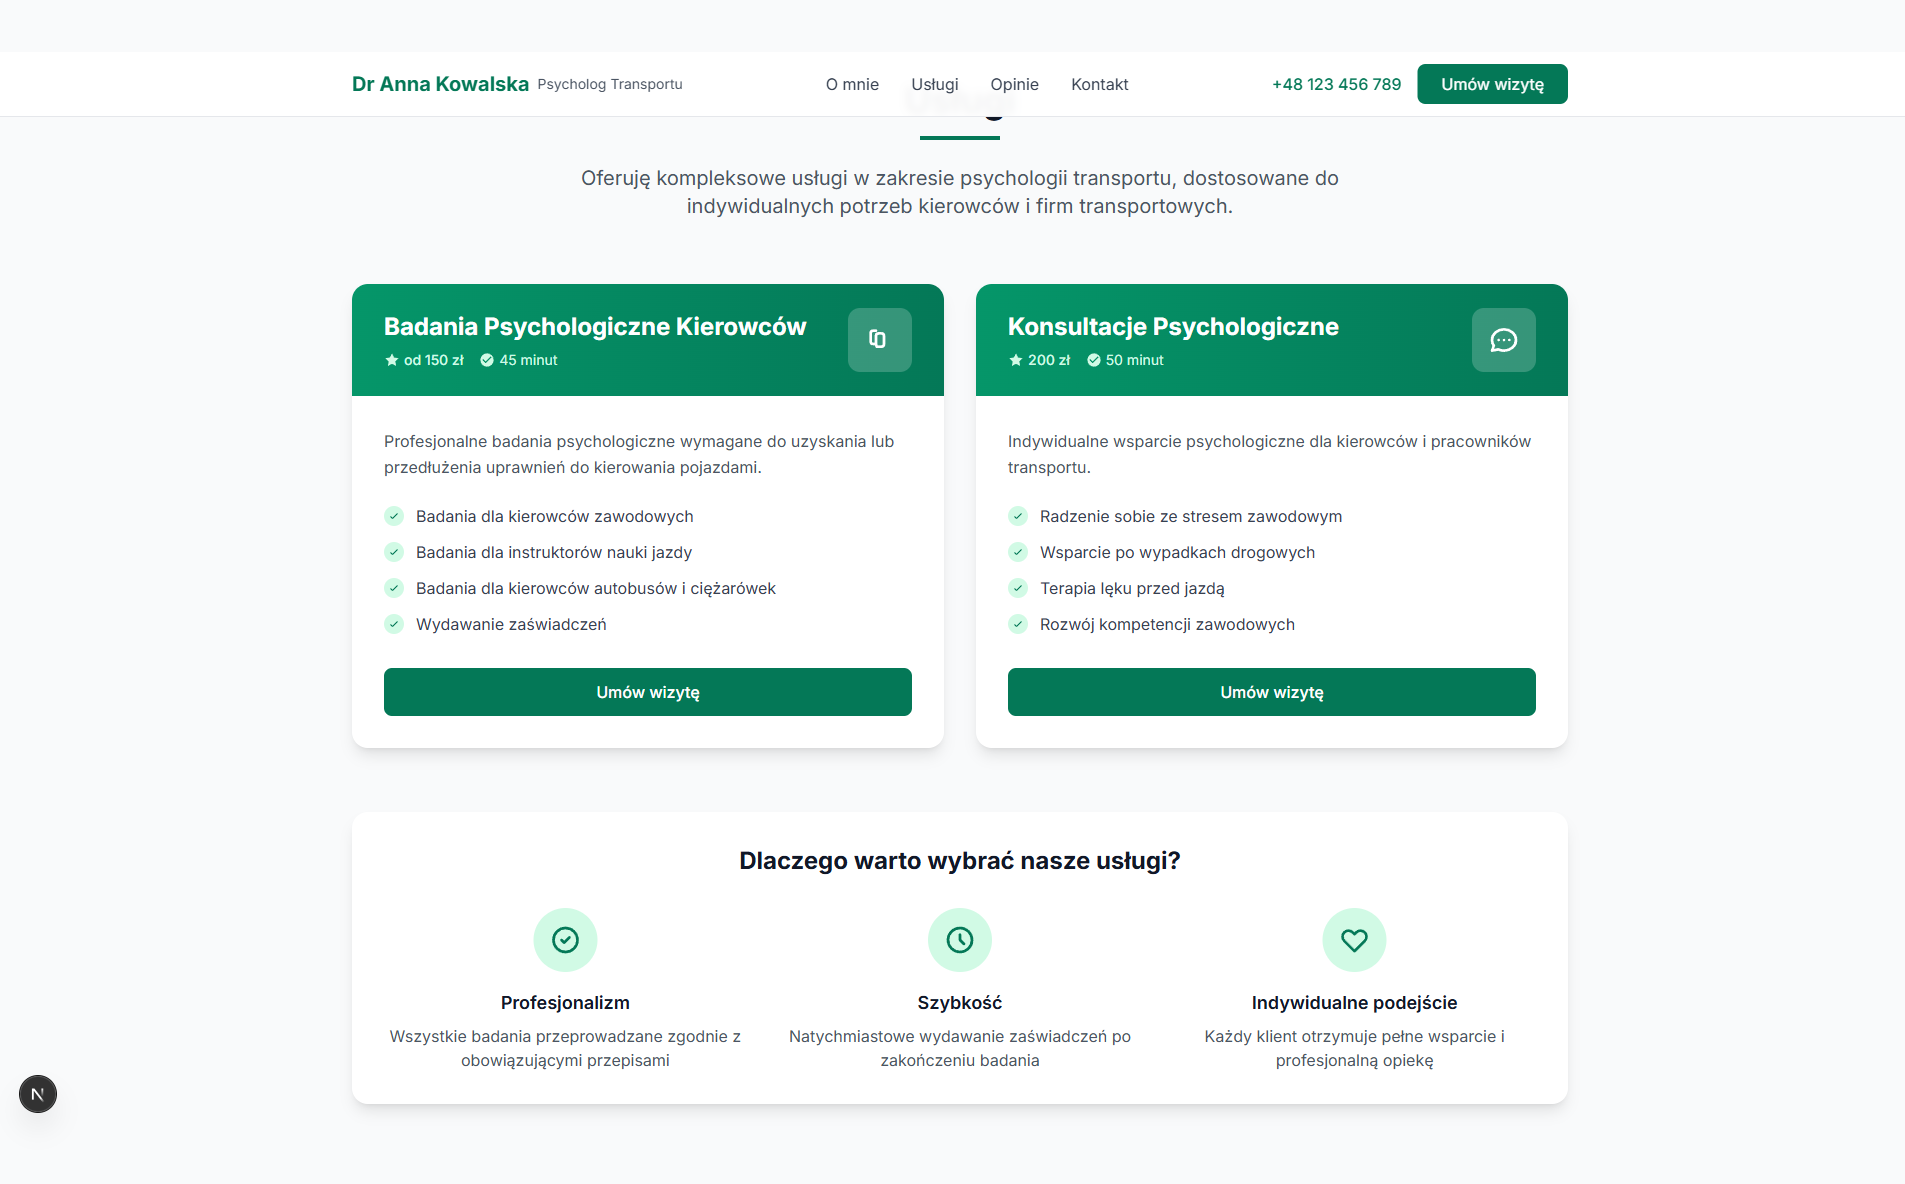 Dr Anna Kowalska Psycholog Transportu O mnie Usługi Opinie Kontakt +48 123 456 789 Umów wizytę
Oferuję kompleksowe usługi w zakresie psychologii transportu, dostosowane do
indywidualnych potrzeb kierowców i firm transportowych.
Badania Psychologiczne Kierowców
od 150 zł 45 minut
Profesjonalne badania psychologiczne wymagane do uzyskania lub
przedłużenia uprawnień do kierowania pojazdami.
Badania dla kierowców zawodowych
Badania dla instruktorów nauki jazdy
Badania dla kierowców autobusów i ciężarówek
Wydawanie zaświadczeń
Umów wizytę
Konsultacje Psychologiczne
200 zł 50 minut
Indywidualne wsparcie psychologiczne dla kierowców i pracowników
transportu.
Radzenie sobie ze stresem zawodowym
Wsparcie po wypadkach drogowych
Terapia lęku przed jazdą
Rozwój kompetencji zawodowych
Umów wizytę
Dlaczego warto wybrać nasze usługi?
Profesjonalizm
Wszystkie badania przeprowadzane zgodnie z
obowiązującymi przepisami
Szybkość
Natychmiastowe wydawanie zaświadczeń po
zakończeniu badania
Indywidualne podejście
Każdy klient otrzymuje pełne wsparcie i
profesjonalną opiekę
N